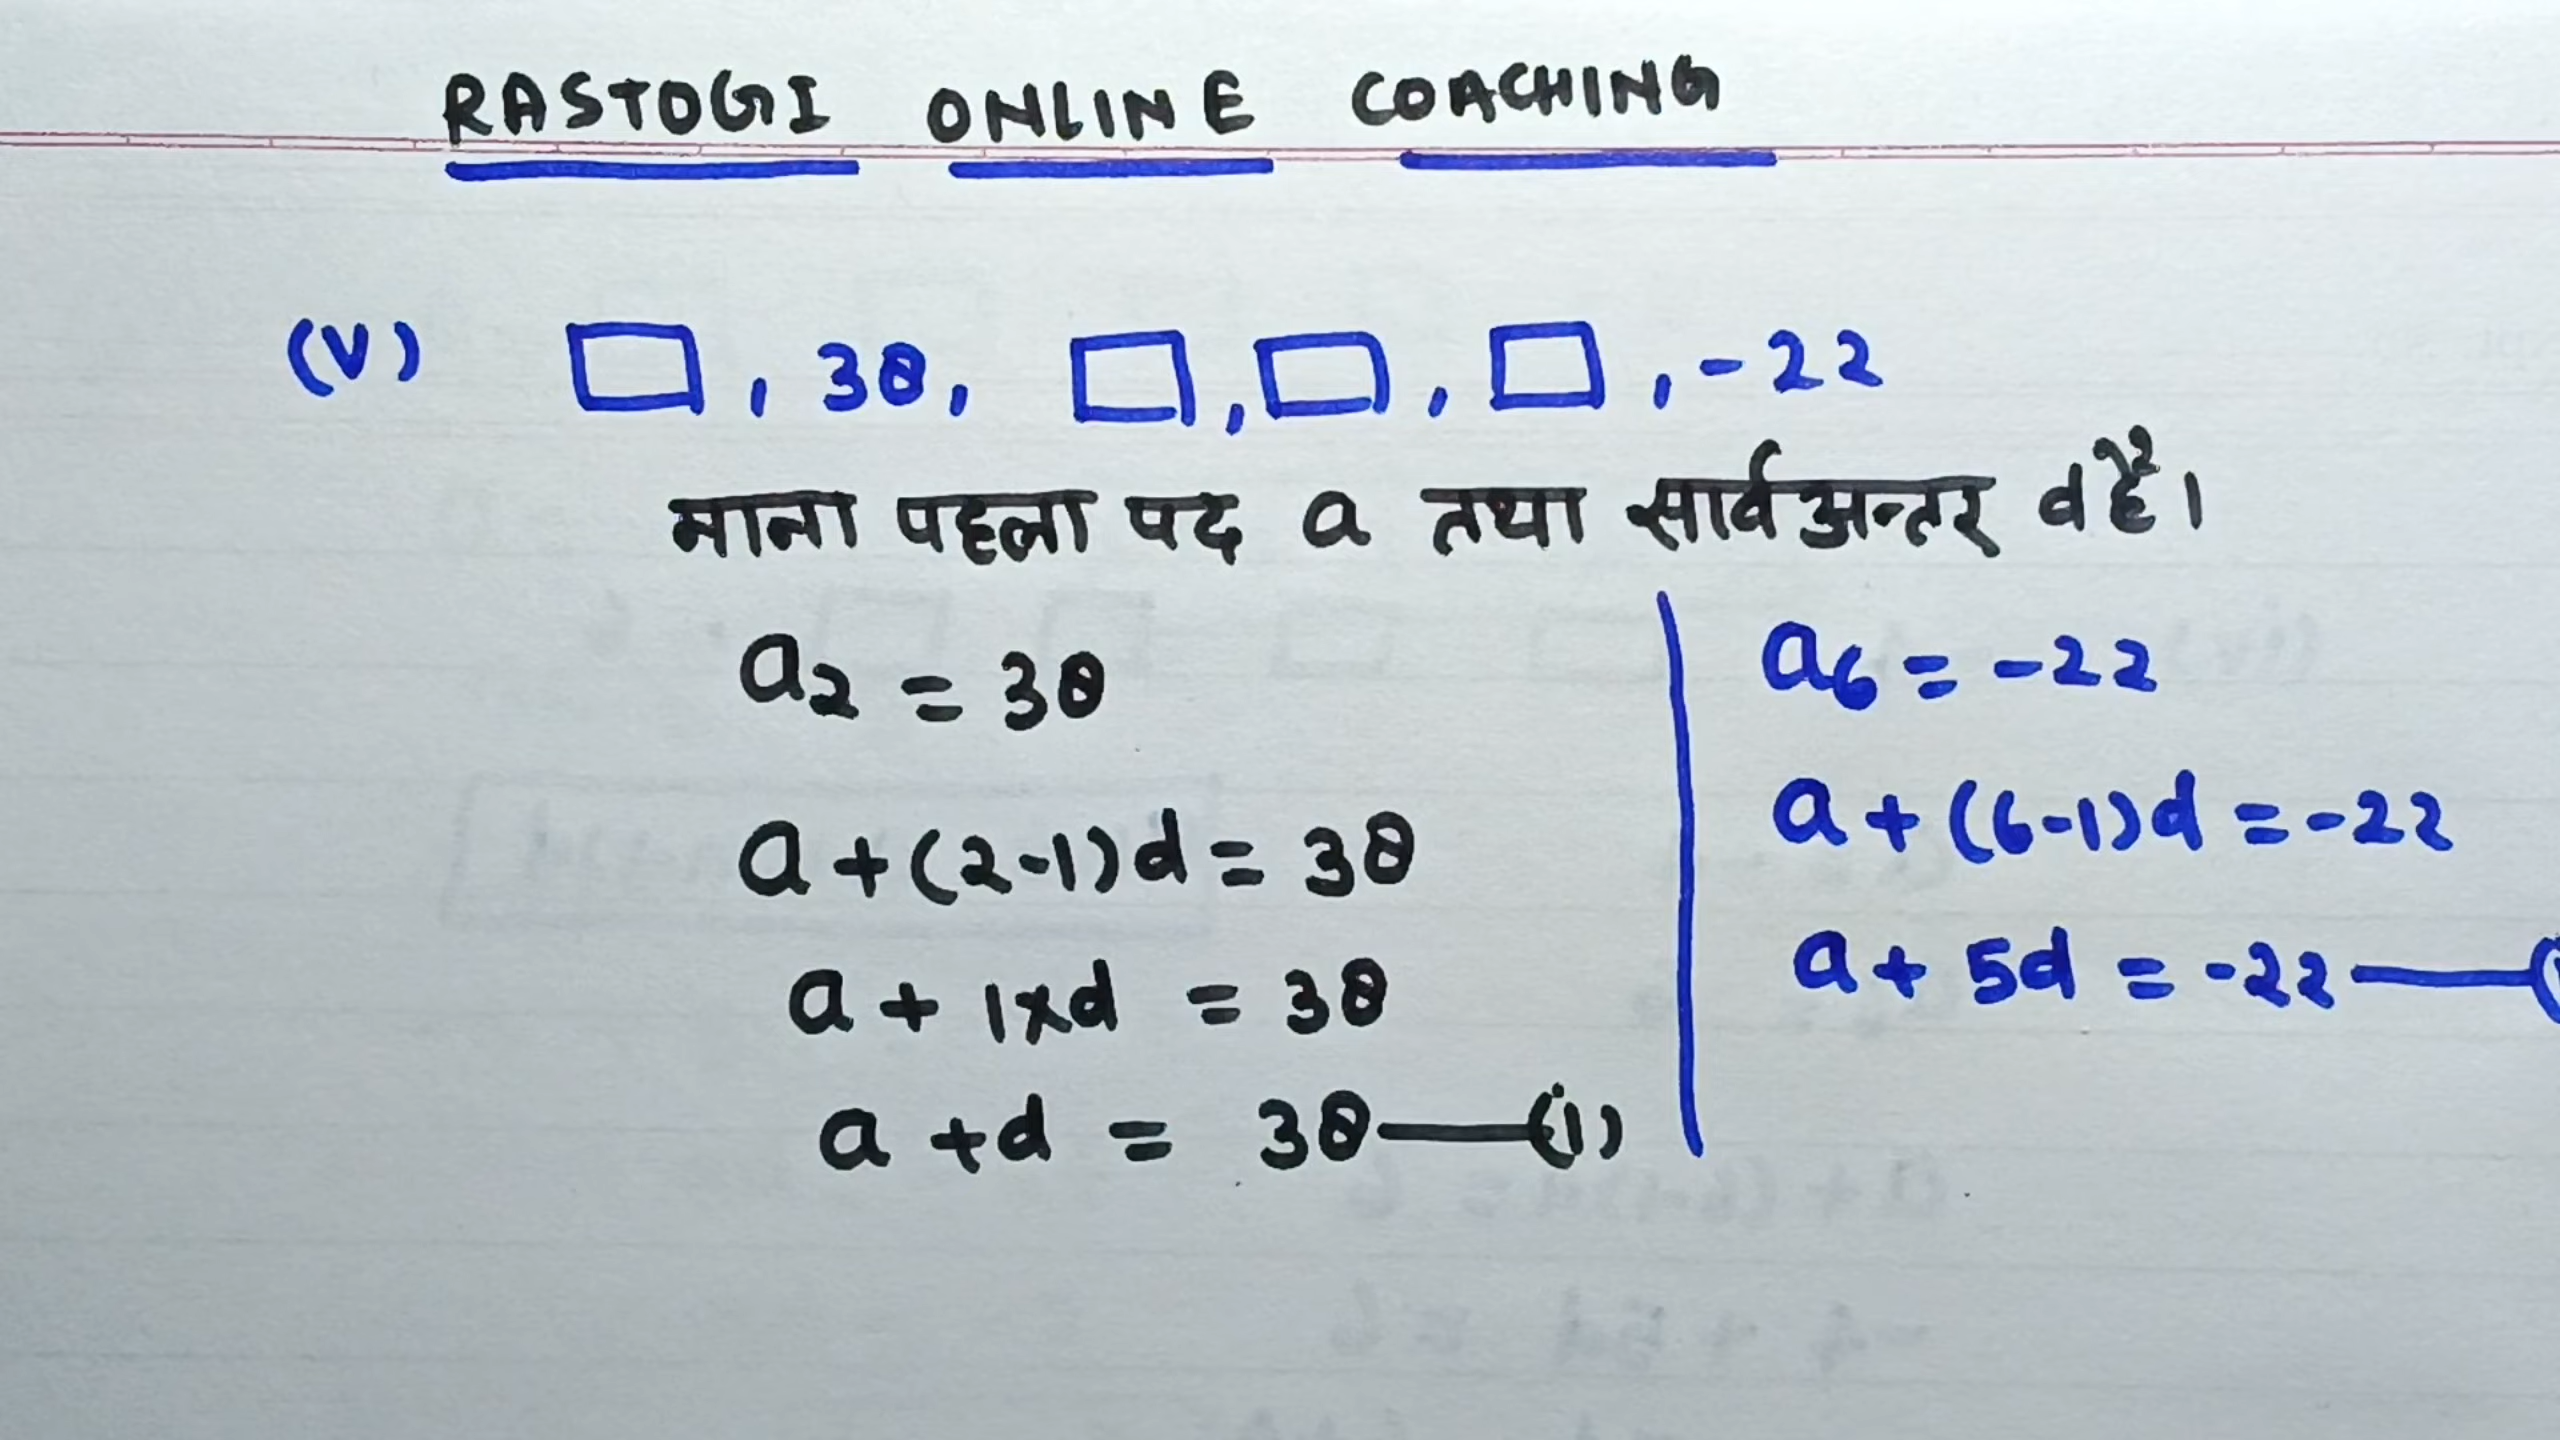 RASTOGI ONLINE COACHING
(V) □, 38, □, □, □, -22
माना पहला पद a तथा सार्वअन्तर d है।
a₂ = 38
a + (2-1)d = 38
a + 1×d = 38
a + d = 38 — (i)
a₆ = -22
a + (6-1)d = -22
a + 5d = -22 — (